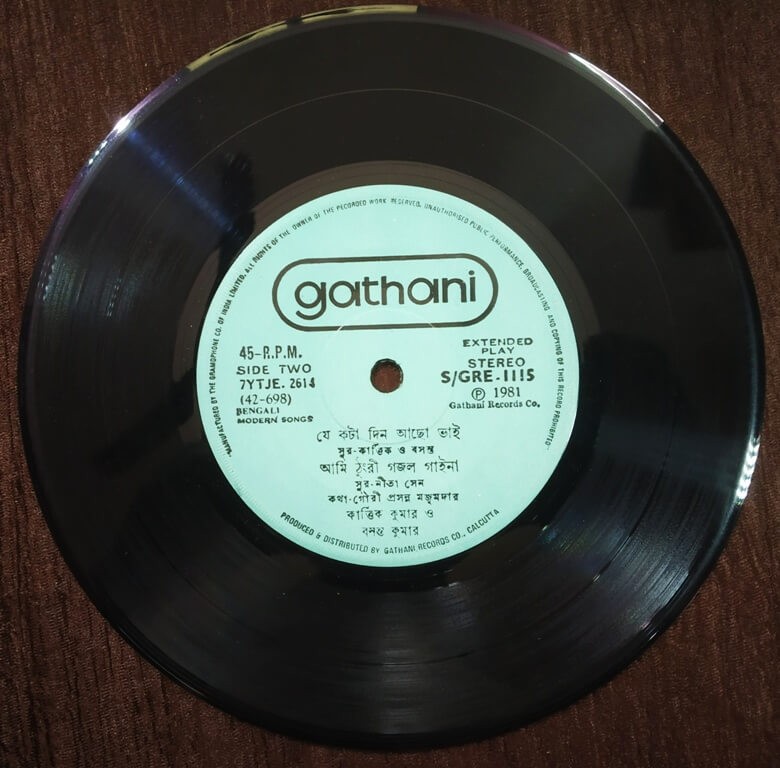 MANUFACTURED BY THE GRAMOPHONE CO. OF INDIA LIMITED. ALL RIGHTS OF THE OWNER OF THE RECORDED WORK RESERVED. UNAUTHORISED PUBLIC PERFORMANCE, BROADCASTING AND COPYING OF THIS RECORD PROHIBITED
gathani
45-R.P.M.
SIDE TWO
7YTJE. 2614
(42-698)
BENGALI
MODERN SONGS
EXTENDED
PLAY
STEREO
S/GRE-1115
Ⓟ 1981
Gathani Records Co.
যে কটা দিন আছো ভাই
সুর-কার্ত্তিক ও বসন্ত
আমি ঠুংরী গজল গাইনা
সুর-নীতা সেন
কথা-গৌরী প্রসন্ন মজুমদার
কার্ত্তিক কুমার ও
বসন্ত কুমার
PRODUCED & DISTRIBUTED BY GATHANI RECORDS CO., CALCUTTA